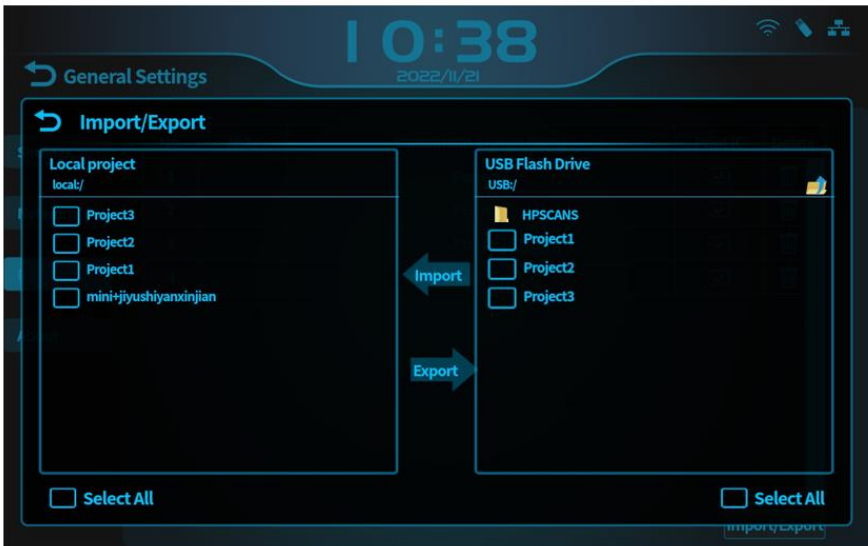 10:38
2022/11/21
General Settings
Import/Export
Local project
local:/
Project3
Project2
Project1
mini+jiyushiyanxinjian
Select All
Import
Export
USB Flash Drive
USB:/
HPSCANS
Project1
Project2
Project3
Select All
Import/Export